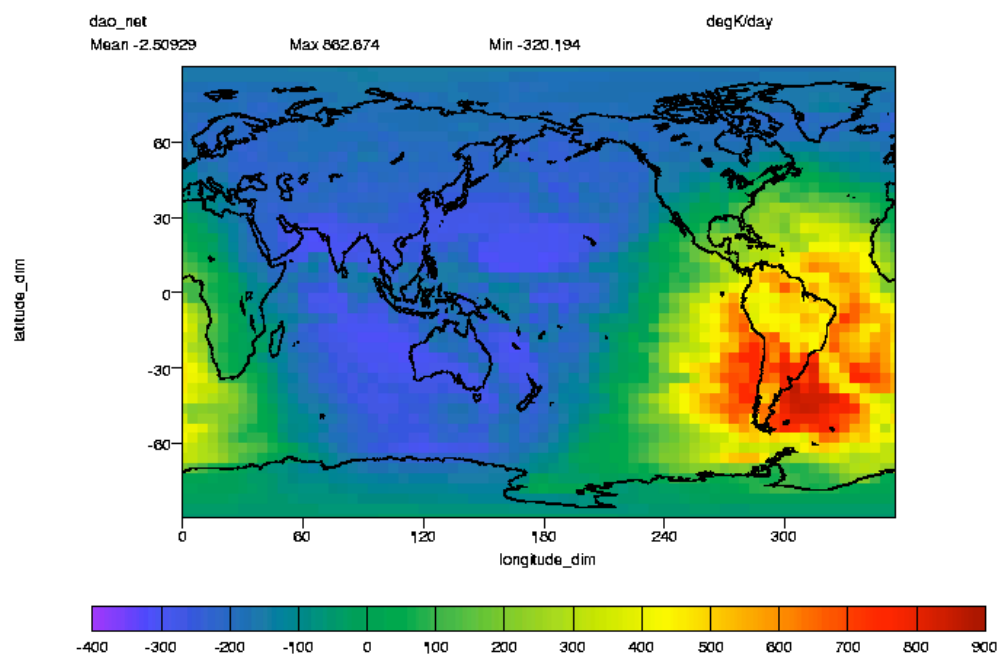 dao_net degK/day
Mean -2.50929 Max 862.674 Min -320.194
60
30
0
-30
-60
latitude_dim
0 60 120 180 240 300
longitude_dim
-400 -300 -200 -100 0 100 200 300 400 500 600 700 800 900